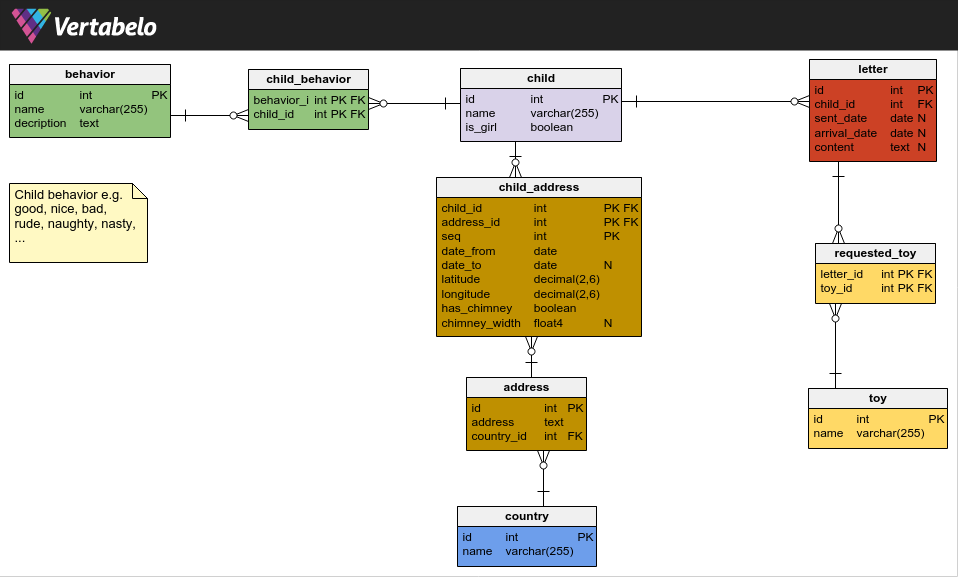 Vertabelo
behavior
id int PK
name varchar(255)
decription text
child_behavior
behavior_i int PK FK
child_id int PK FK
child
id int PK
name varchar(255)
is_girl boolean
letter
id int PK
child_id int FK
sent_date date N
arrival_date date N
content text N
Child behavior e.g.
good, nice, bad,
rude, naughty, nasty,
...
child_address
child_id int PK FK
address_id int PK FK
seq int PK
date_from date
date_to date N
latitude decimal(2,6)
longitude decimal(2,6)
has_chimney boolean
chimney_width float4 N
requested_toy
letter_id int PK FK
toy_id int PK FK
address
id int PK
address text
country_id int FK
toy
id int PK
name varchar(255)
country
id int PK
name varchar(255)